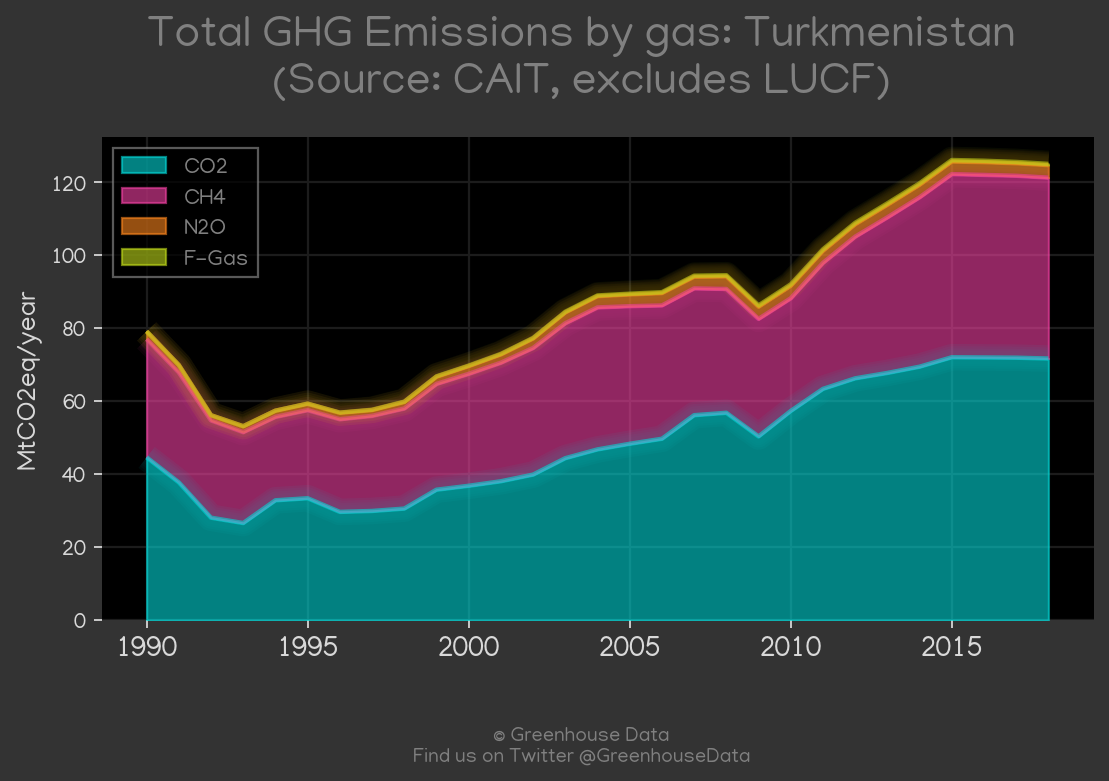 Total GHG Emissions by gas: Turkmenistan
(Source: CAIT, excludes LUCF)
CO2
CH4
N2O
F-Gas
MtCO2eq/year
120
100
80
60
40
20
0
1990 1995 2000 2005 2010 2015
© Greenhouse Data
Find us on Twitter @GreenhouseData